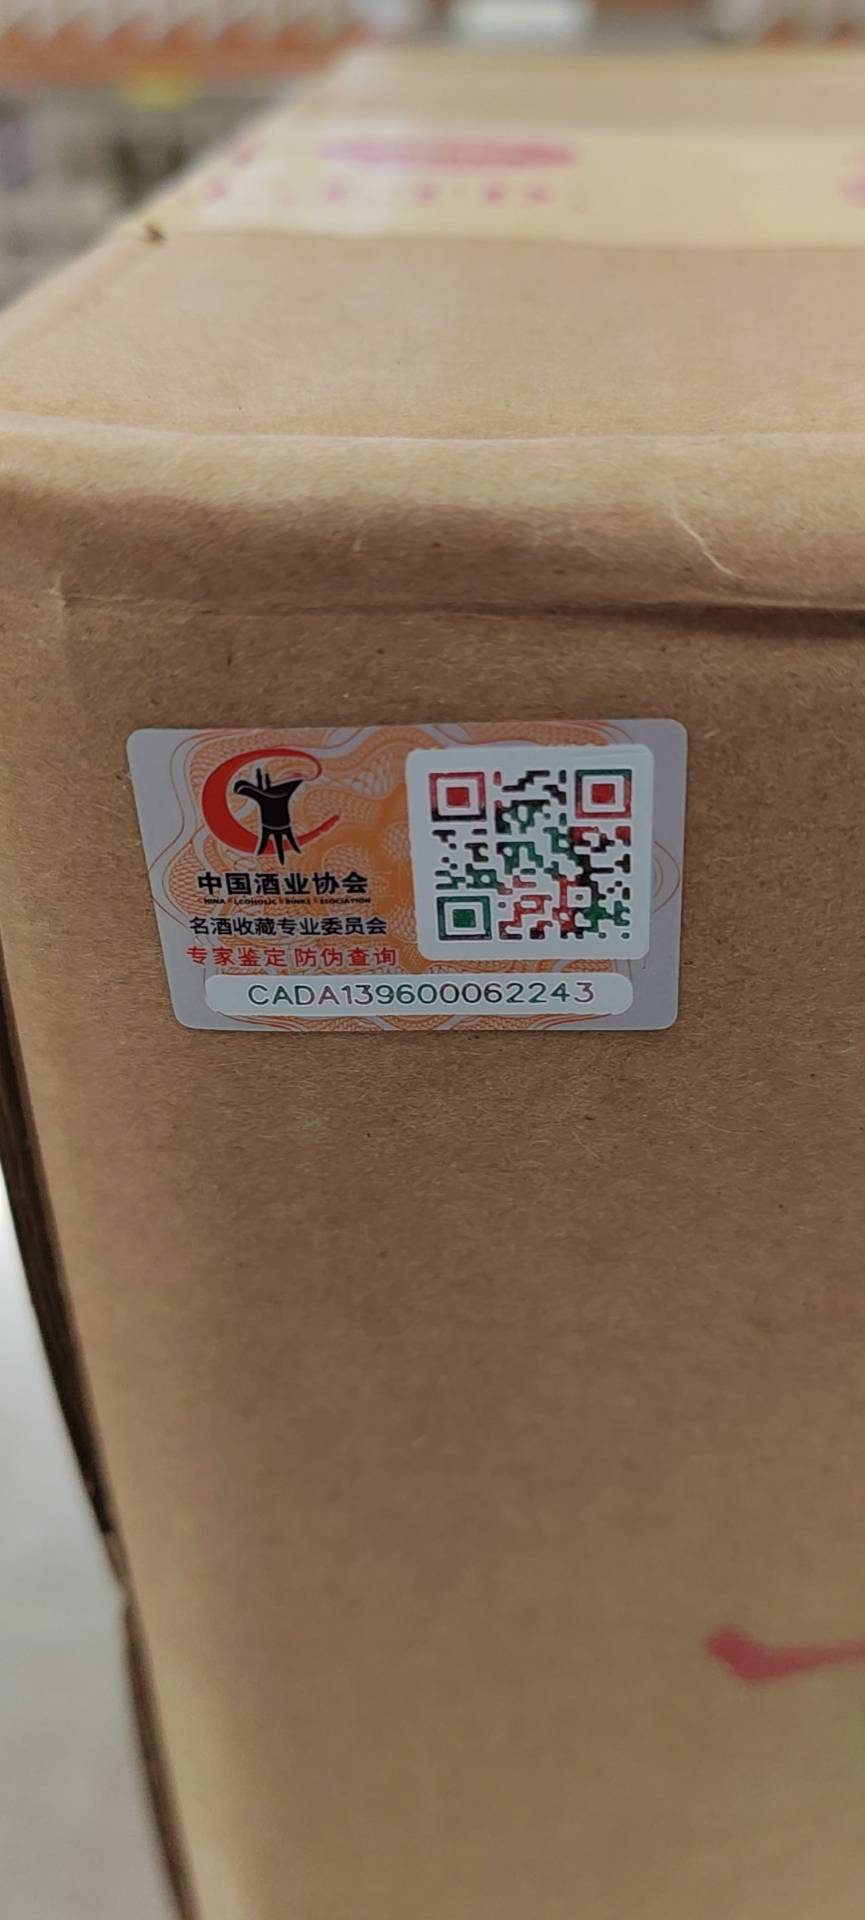 中国酒业协会
CHINA ALCOHOLIC DRINKS ASSOCIATION
名酒收藏专业委员会
专家鉴定 防伪查询
CADA139600062243